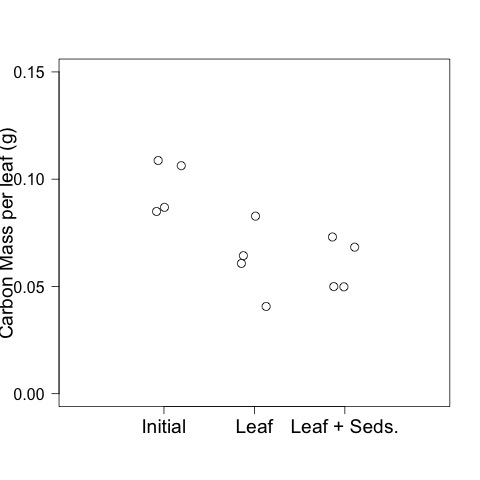 Carbon Mass per leaf (g)
0.15
0.10
0.05
0.00
Initial Leaf Leaf + Seds.